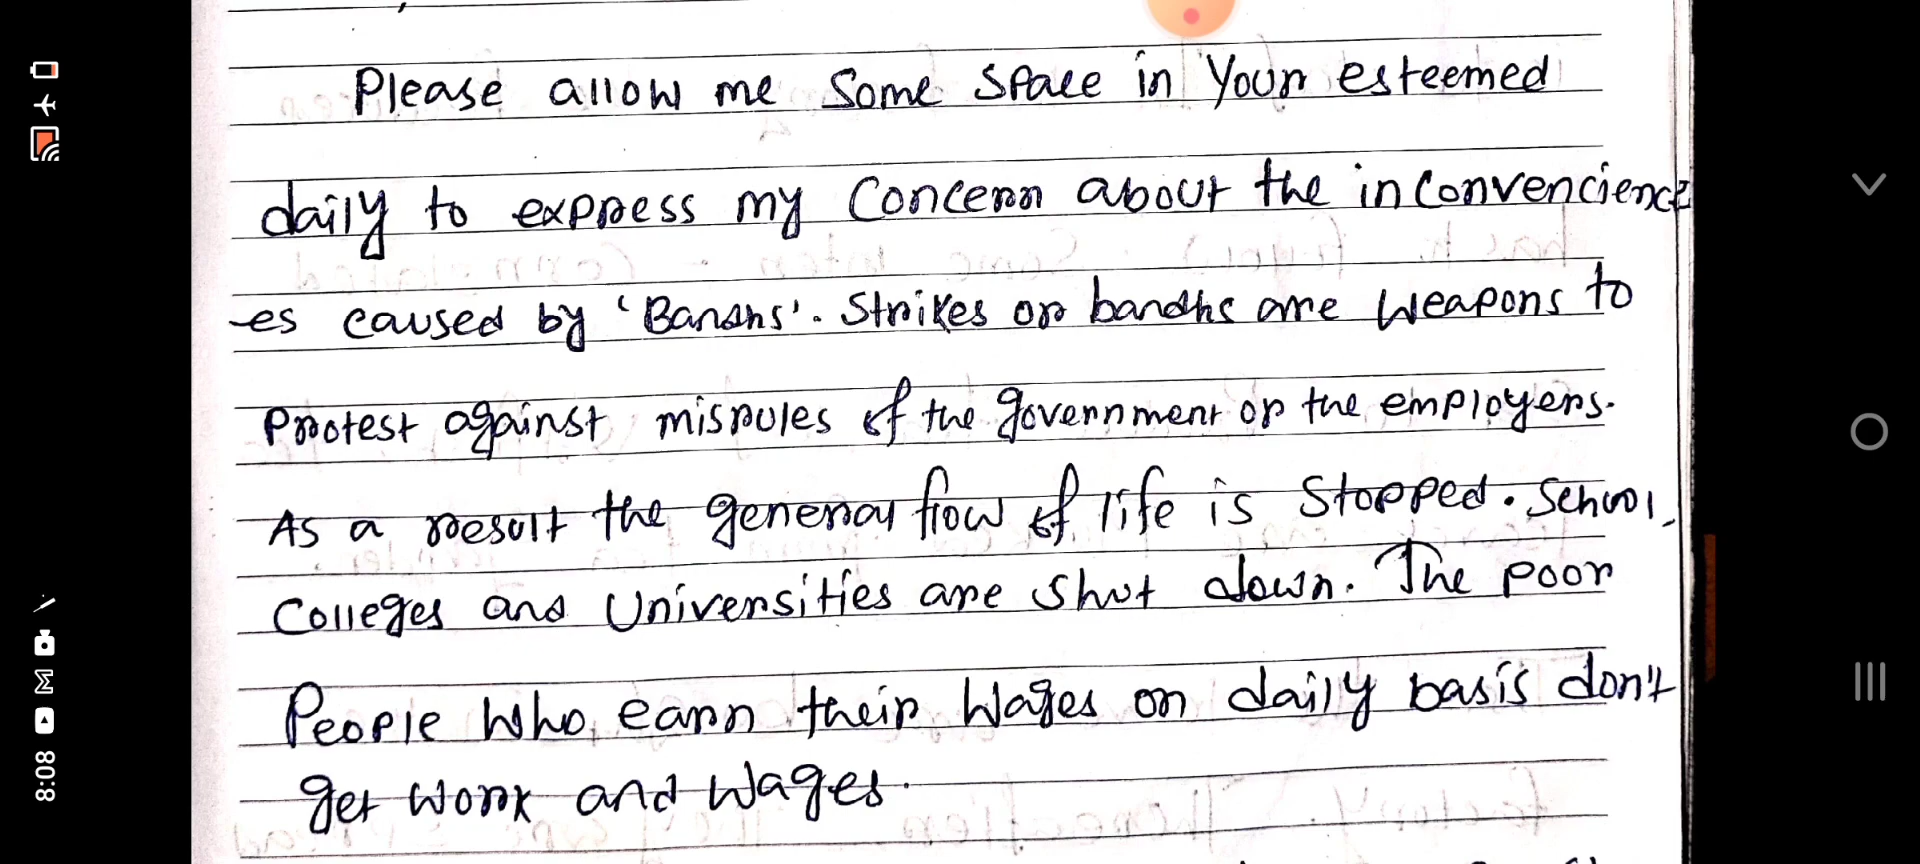 Please allow me Some Space in Your esteemed
daily to express my Concern about the inconvencience
-es caused by 'Bandhs'. Strikes or bandhs are Weapons to
Protest against misrules of the government or the employers.
As a result the general flow of life is Stopped. School,
Colleges and Universities are shut down. The poor
People who earn their Wages on daily basis don't
get work and wages.
8:08